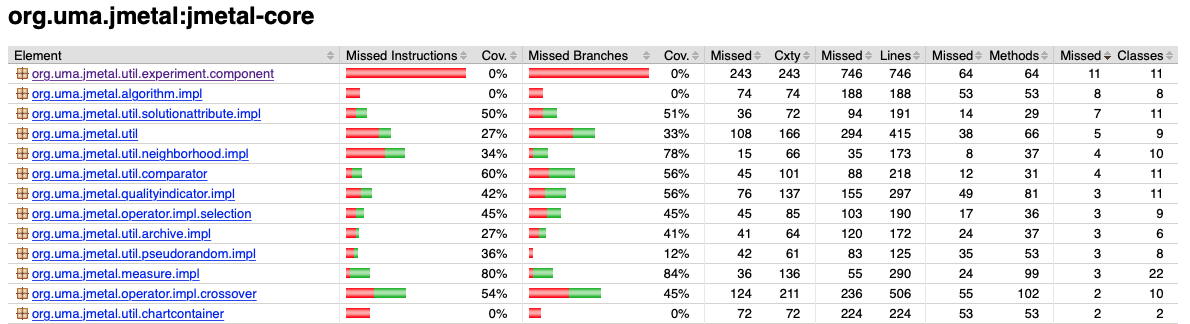 org.uma.jmetal:jmetal-core
Element Missed Instructions Cov. Missed Branches Cov. Missed Cxty Missed Lines Missed Methods Missed Classes
org.uma.jmetal.util.experiment.component 0% 0% 243 243 746 746 64 64 11 11
org.uma.jmetal.algorithm.impl 0% 0% 74 74 188 188 53 53 8 8
org.uma.jmetal.util.solutionattribute.impl 50% 51% 36 72 94 191 14 29 7 11
org.uma.jmetal.util 27% 33% 108 166 294 415 38 66 5 9
org.uma.jmetal.util.neighborhood.impl 34% 78% 15 66 35 173 8 37 4 10
org.uma.jmetal.util.comparator 60% 56% 45 101 88 218 12 31 4 11
org.uma.jmetal.qualityindicator.impl 42% 56% 76 137 155 297 49 81 3 11
org.uma.jmetal.operator.impl.selection 45% 45% 45 85 103 190 17 36 3 9
org.uma.jmetal.util.archive.impl 27% 41% 41 64 120 172 24 37 3 6
org.uma.jmetal.util.pseudorandom.impl 36% 12% 42 61 83 125 35 53 3 8
org.uma.jmetal.measure.impl 80% 84% 36 136 55 290 24 99 3 22
org.uma.jmetal.operator.impl.crossover 54% 45% 124 211 236 506 55 102 2 10
org.uma.jmetal.util.chartcontainer 0% 0% 72 72 224 224 53 53 2 2